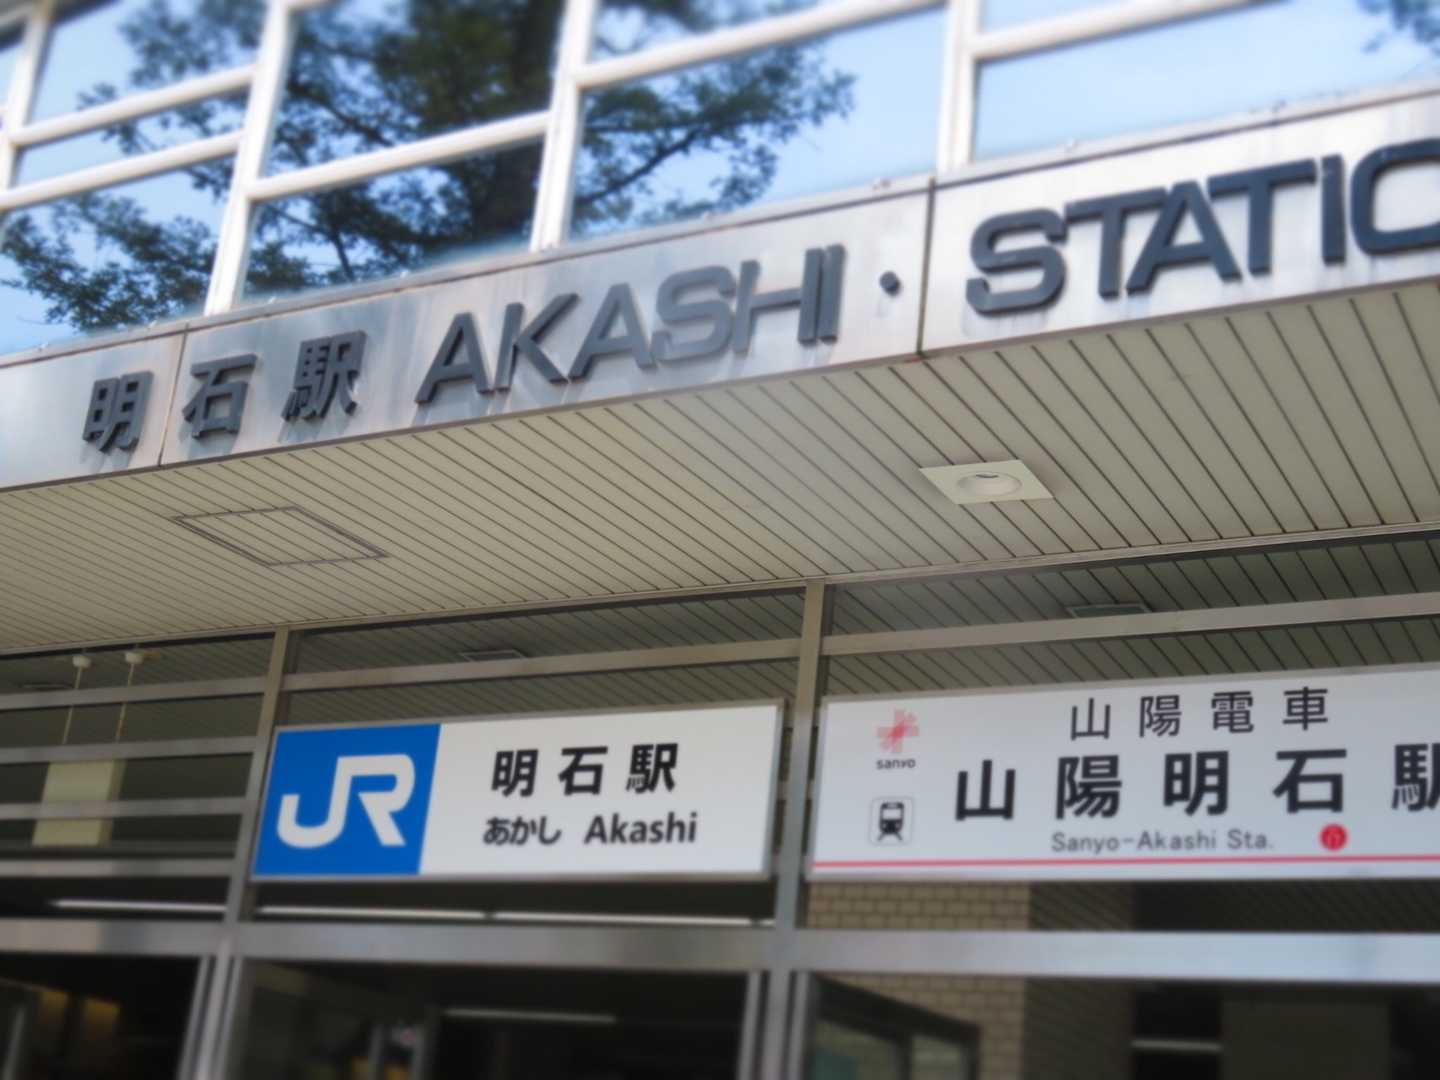 明石駅 AKASHI・STATIO
JR
明石駅
あかし Akashi
山陽電車
sanyo
山陽明石駅
Sanyo-Akashi Sta.